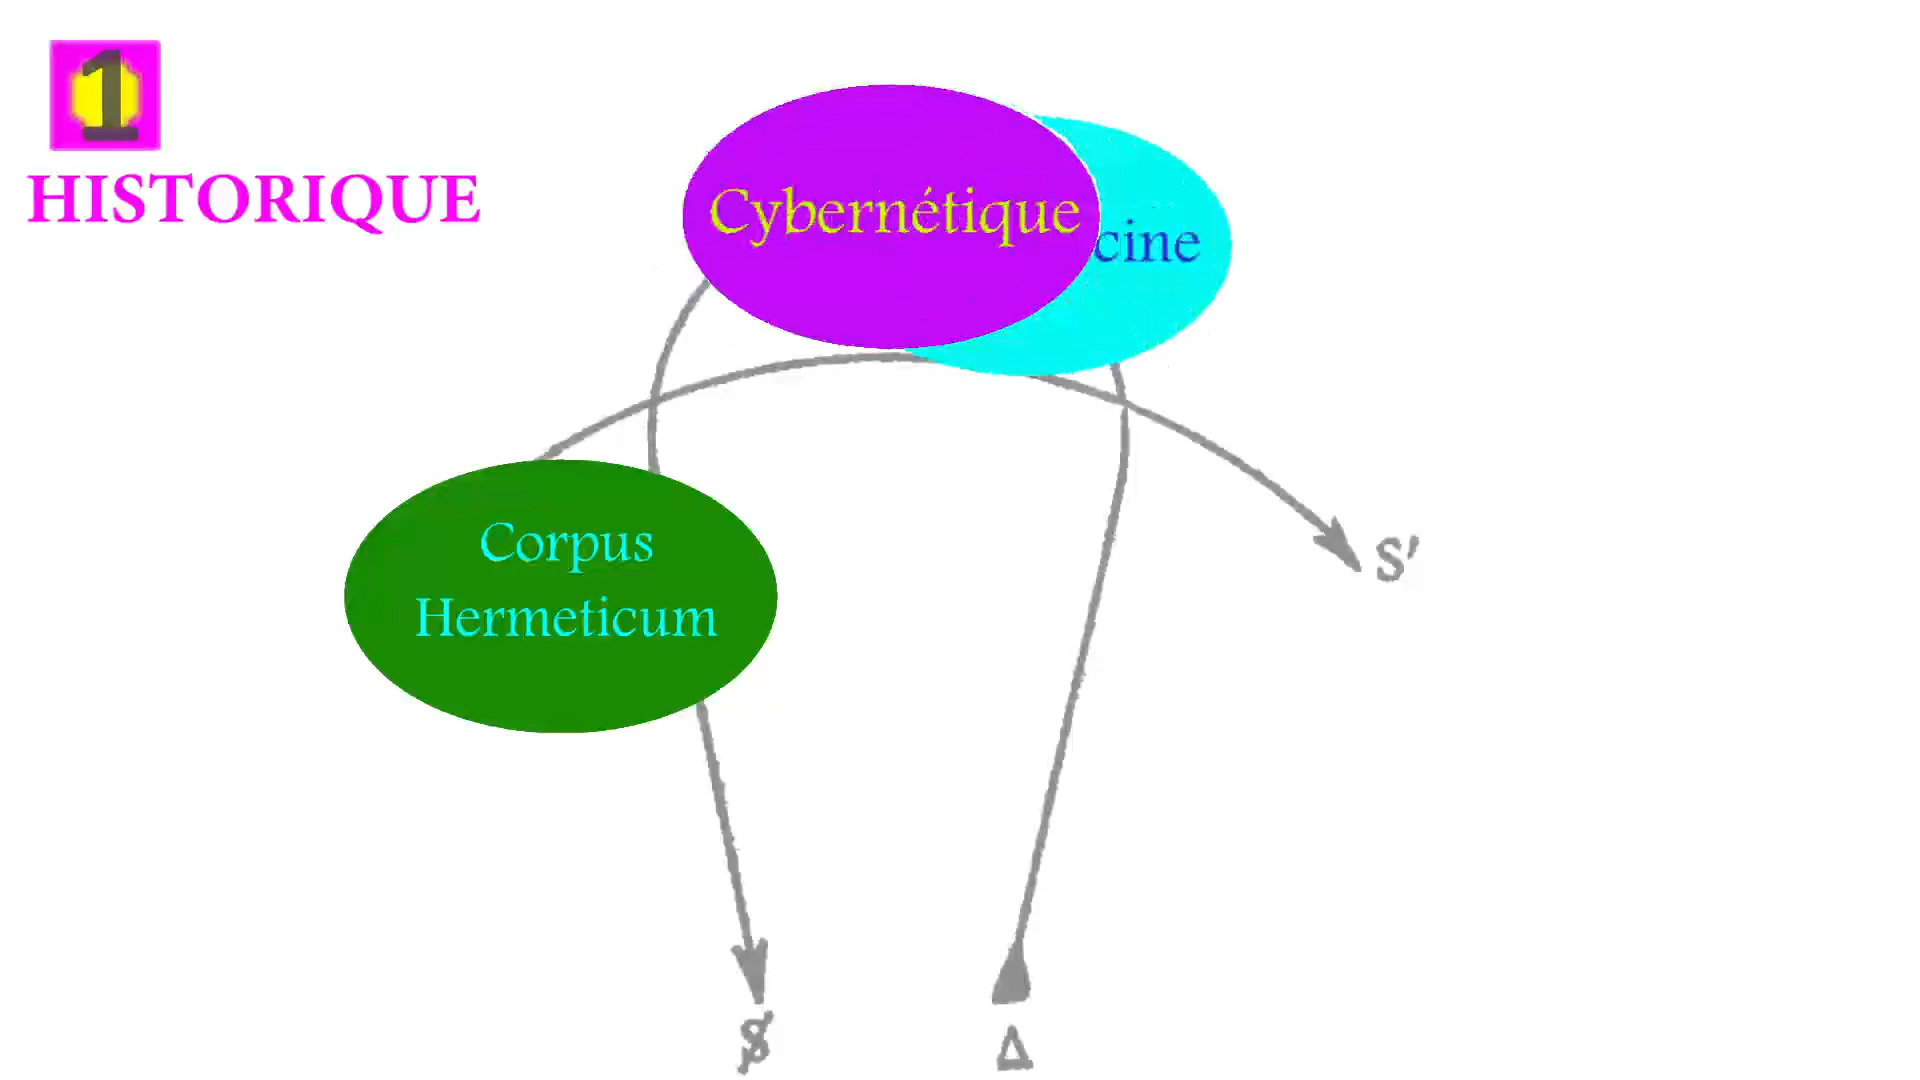 1
HISTORIQUE
Cybernétique
cine
Corpus
Hermeticum
S'
$
Δ